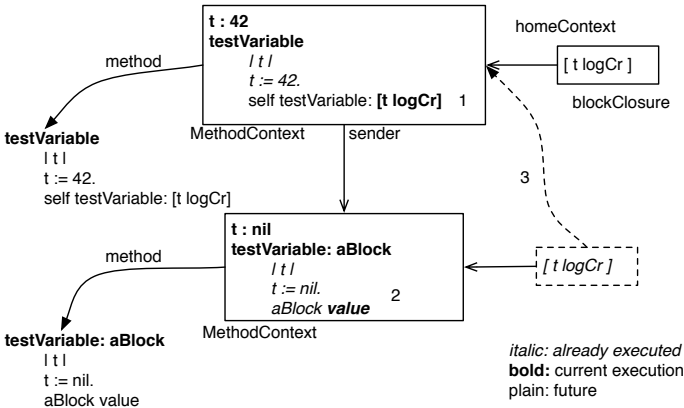 t : 42
testVariable
| t |
t := 42.
self testVariable: [t logCr] 1
MethodContext
sender
method
homeContext
[ t logCr ]
blockClosure
testVariable
| t |
t := 42.
self testVariable: [t logCr]
3
t : nil
testVariable: aBlock
| t |
t := nil.
aBlock value 2
MethodContext
method
[ t logCr ]
testVariable: aBlock
| t |
t := nil.
aBlock value
italic: already executed
bold: current execution
plain: future